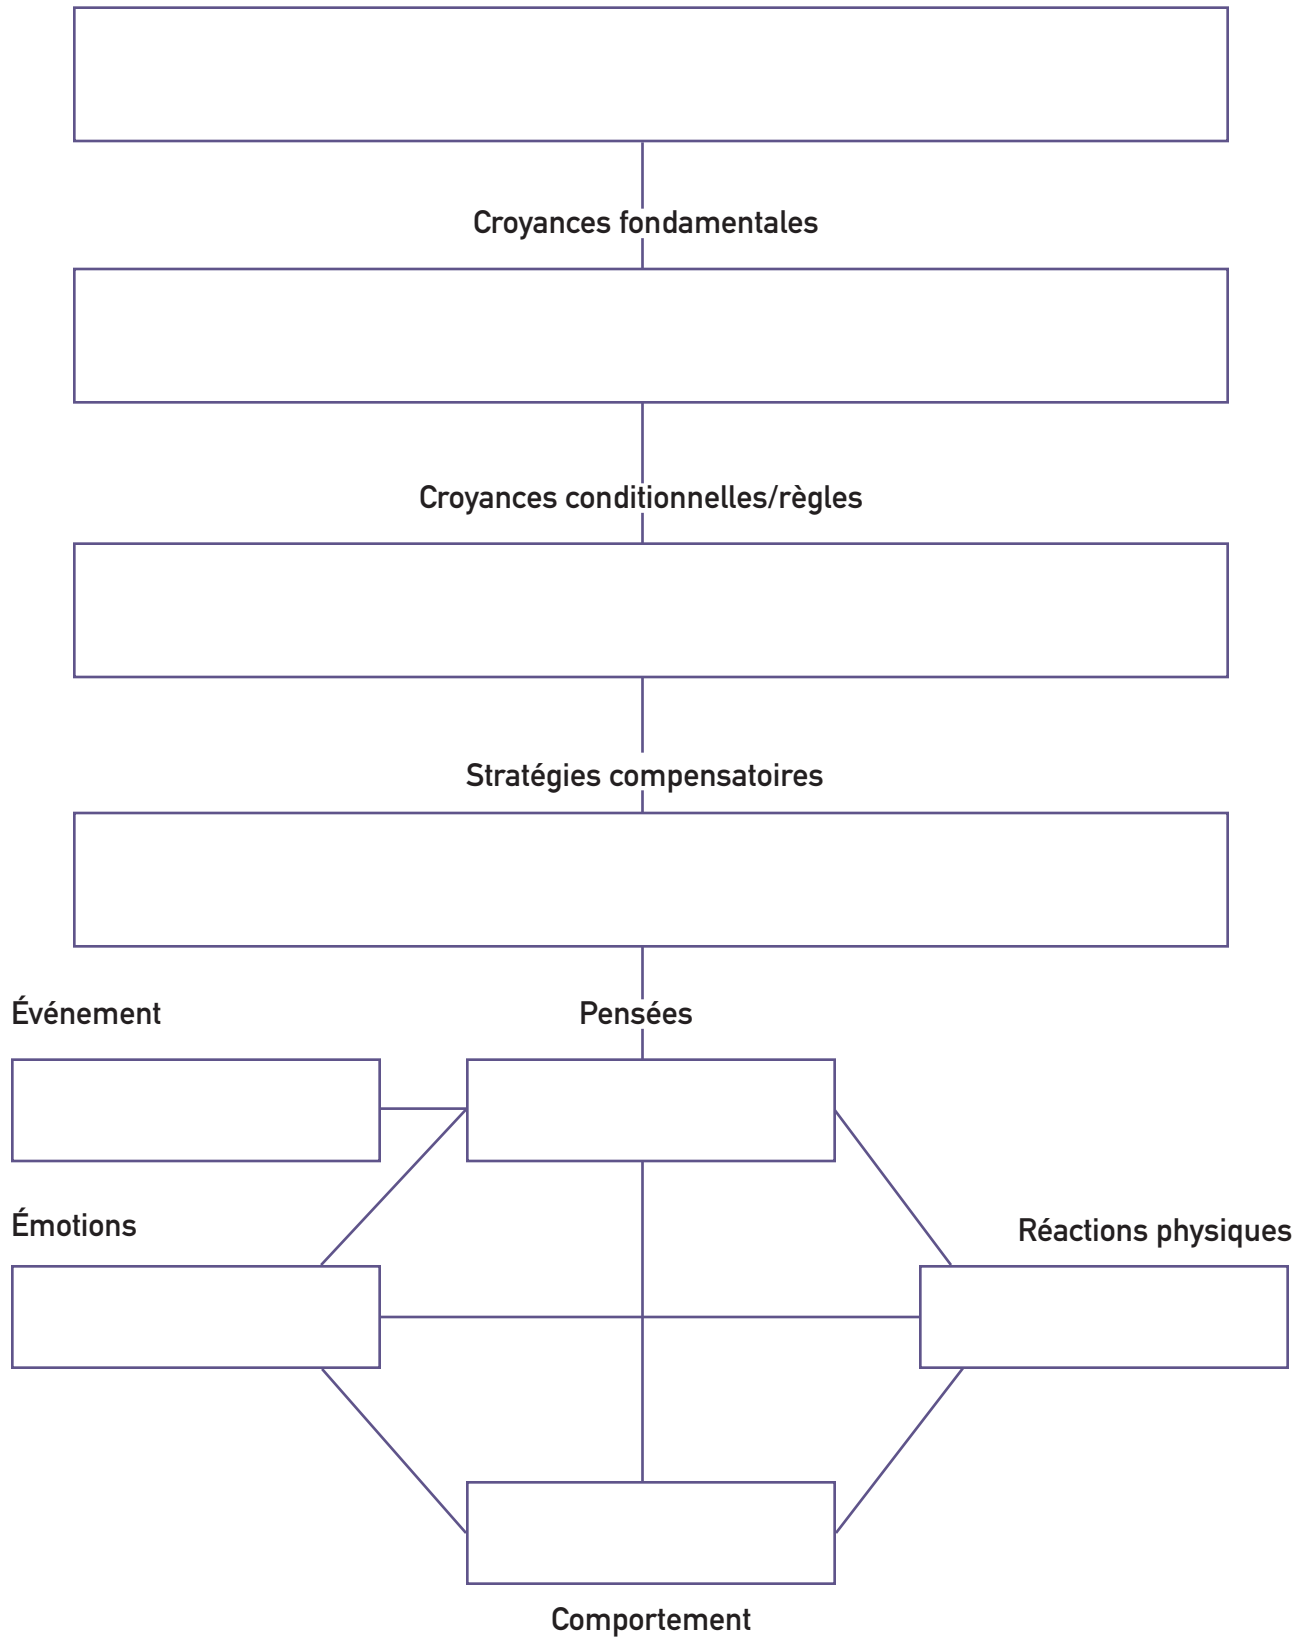 Croyances fondamentales
Croyances conditionnelles/règles
Stratégies compensatoires
Événement
Pensées
Émotions
Réactions physiques
Comportement